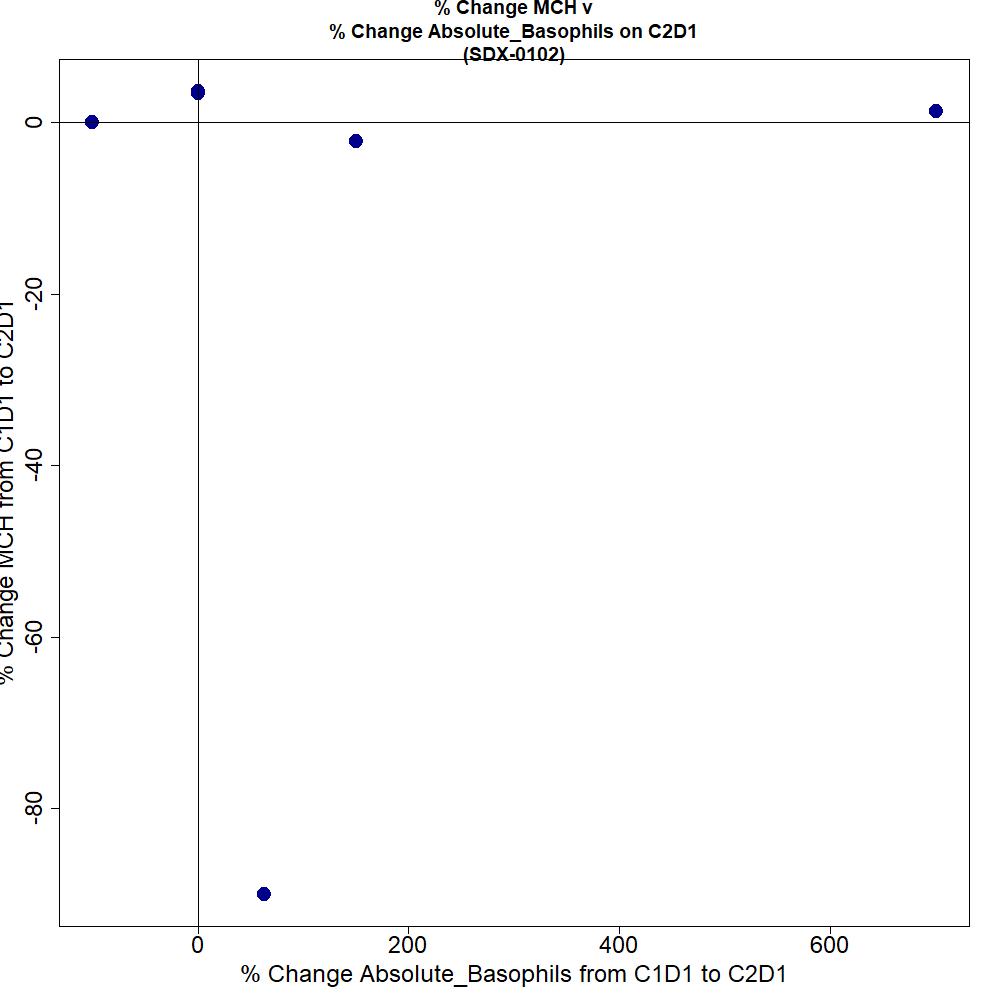 % Change MCH v
% Change Absolute_Basophils on C2D1
(SDX-0102)
0
-20
-40
-60
-80
% Change MCH from C1D1 to C2D1
0
200
400
600
% Change Absolute_Basophils from C1D1 to C2D1